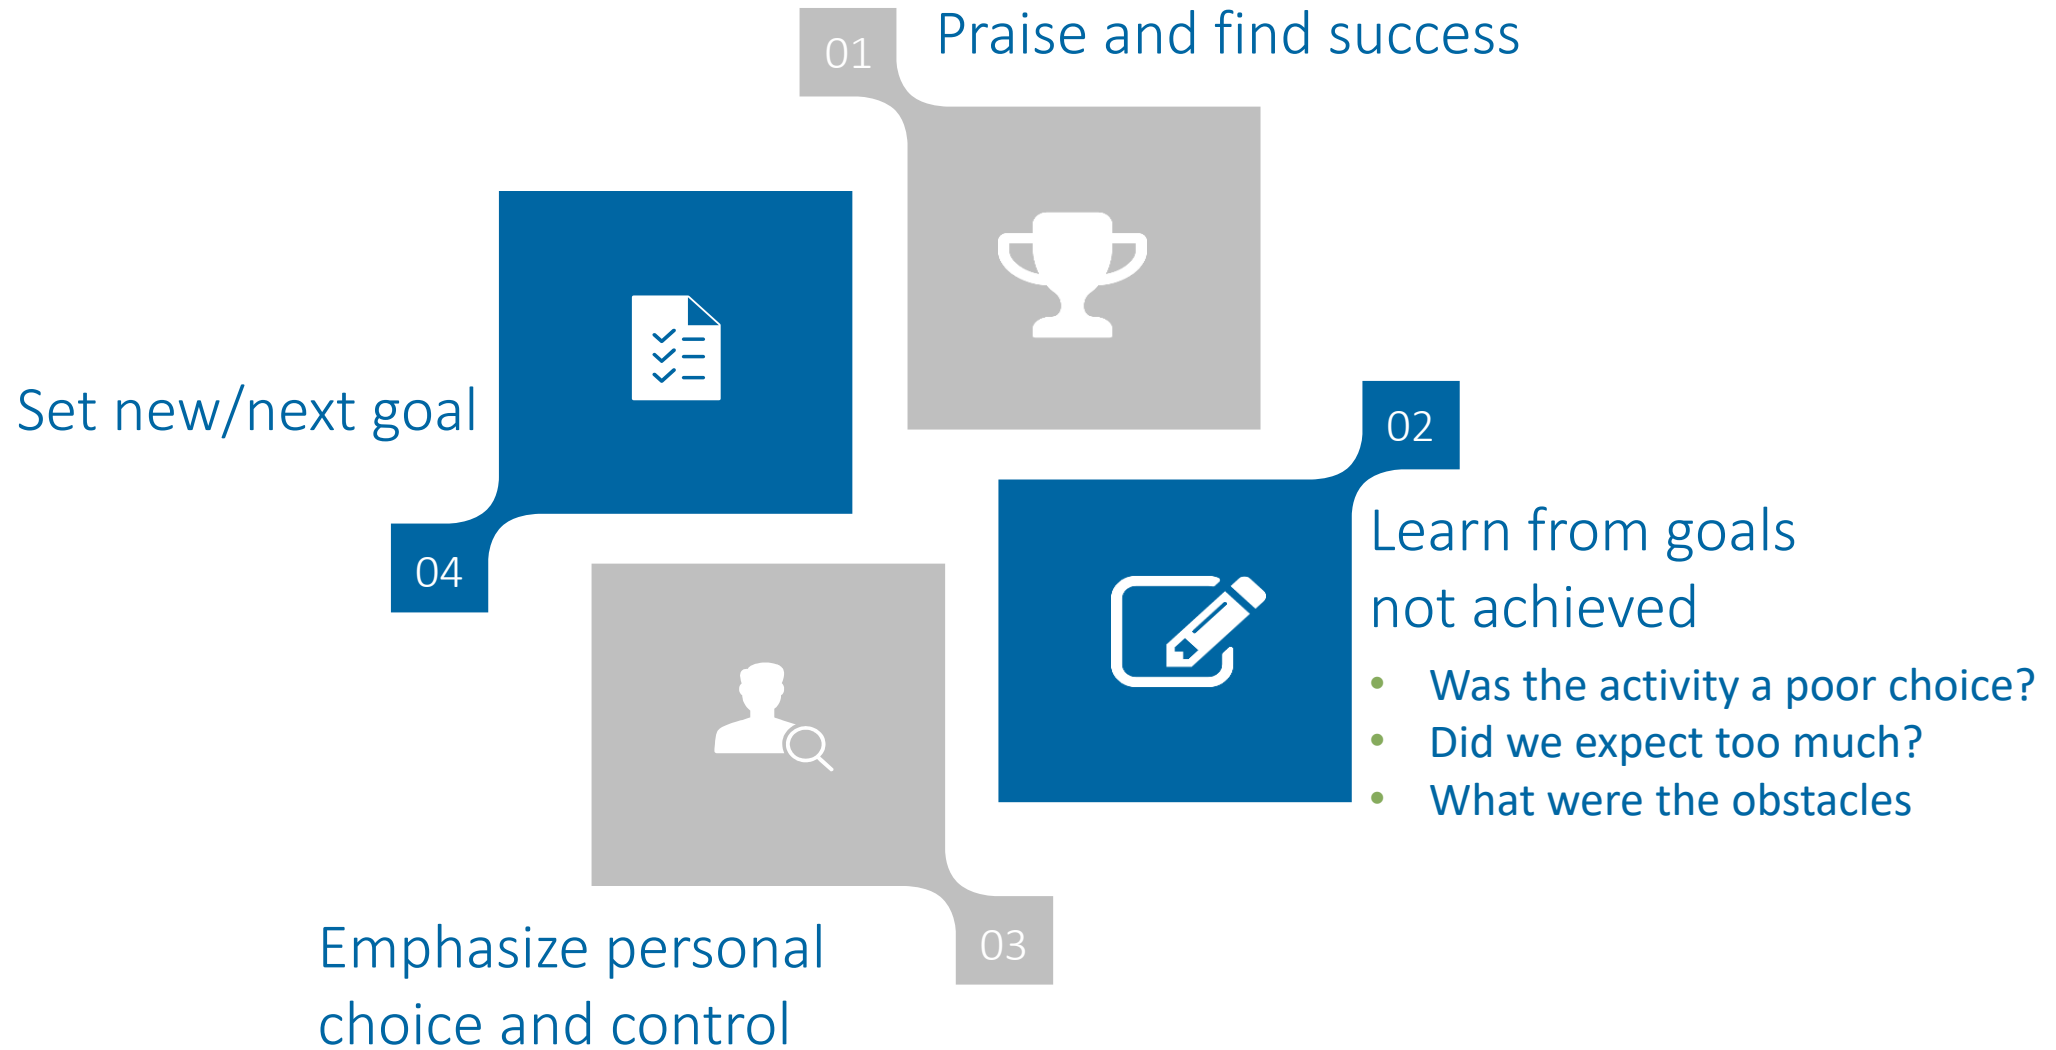 01
Praise and find success
02
Learn from goals
not achieved
• Was the activity a poor choice?
• Did we expect too much?
• What were the obstacles
03
Emphasize personal
choice and control
04
Set new/next goal